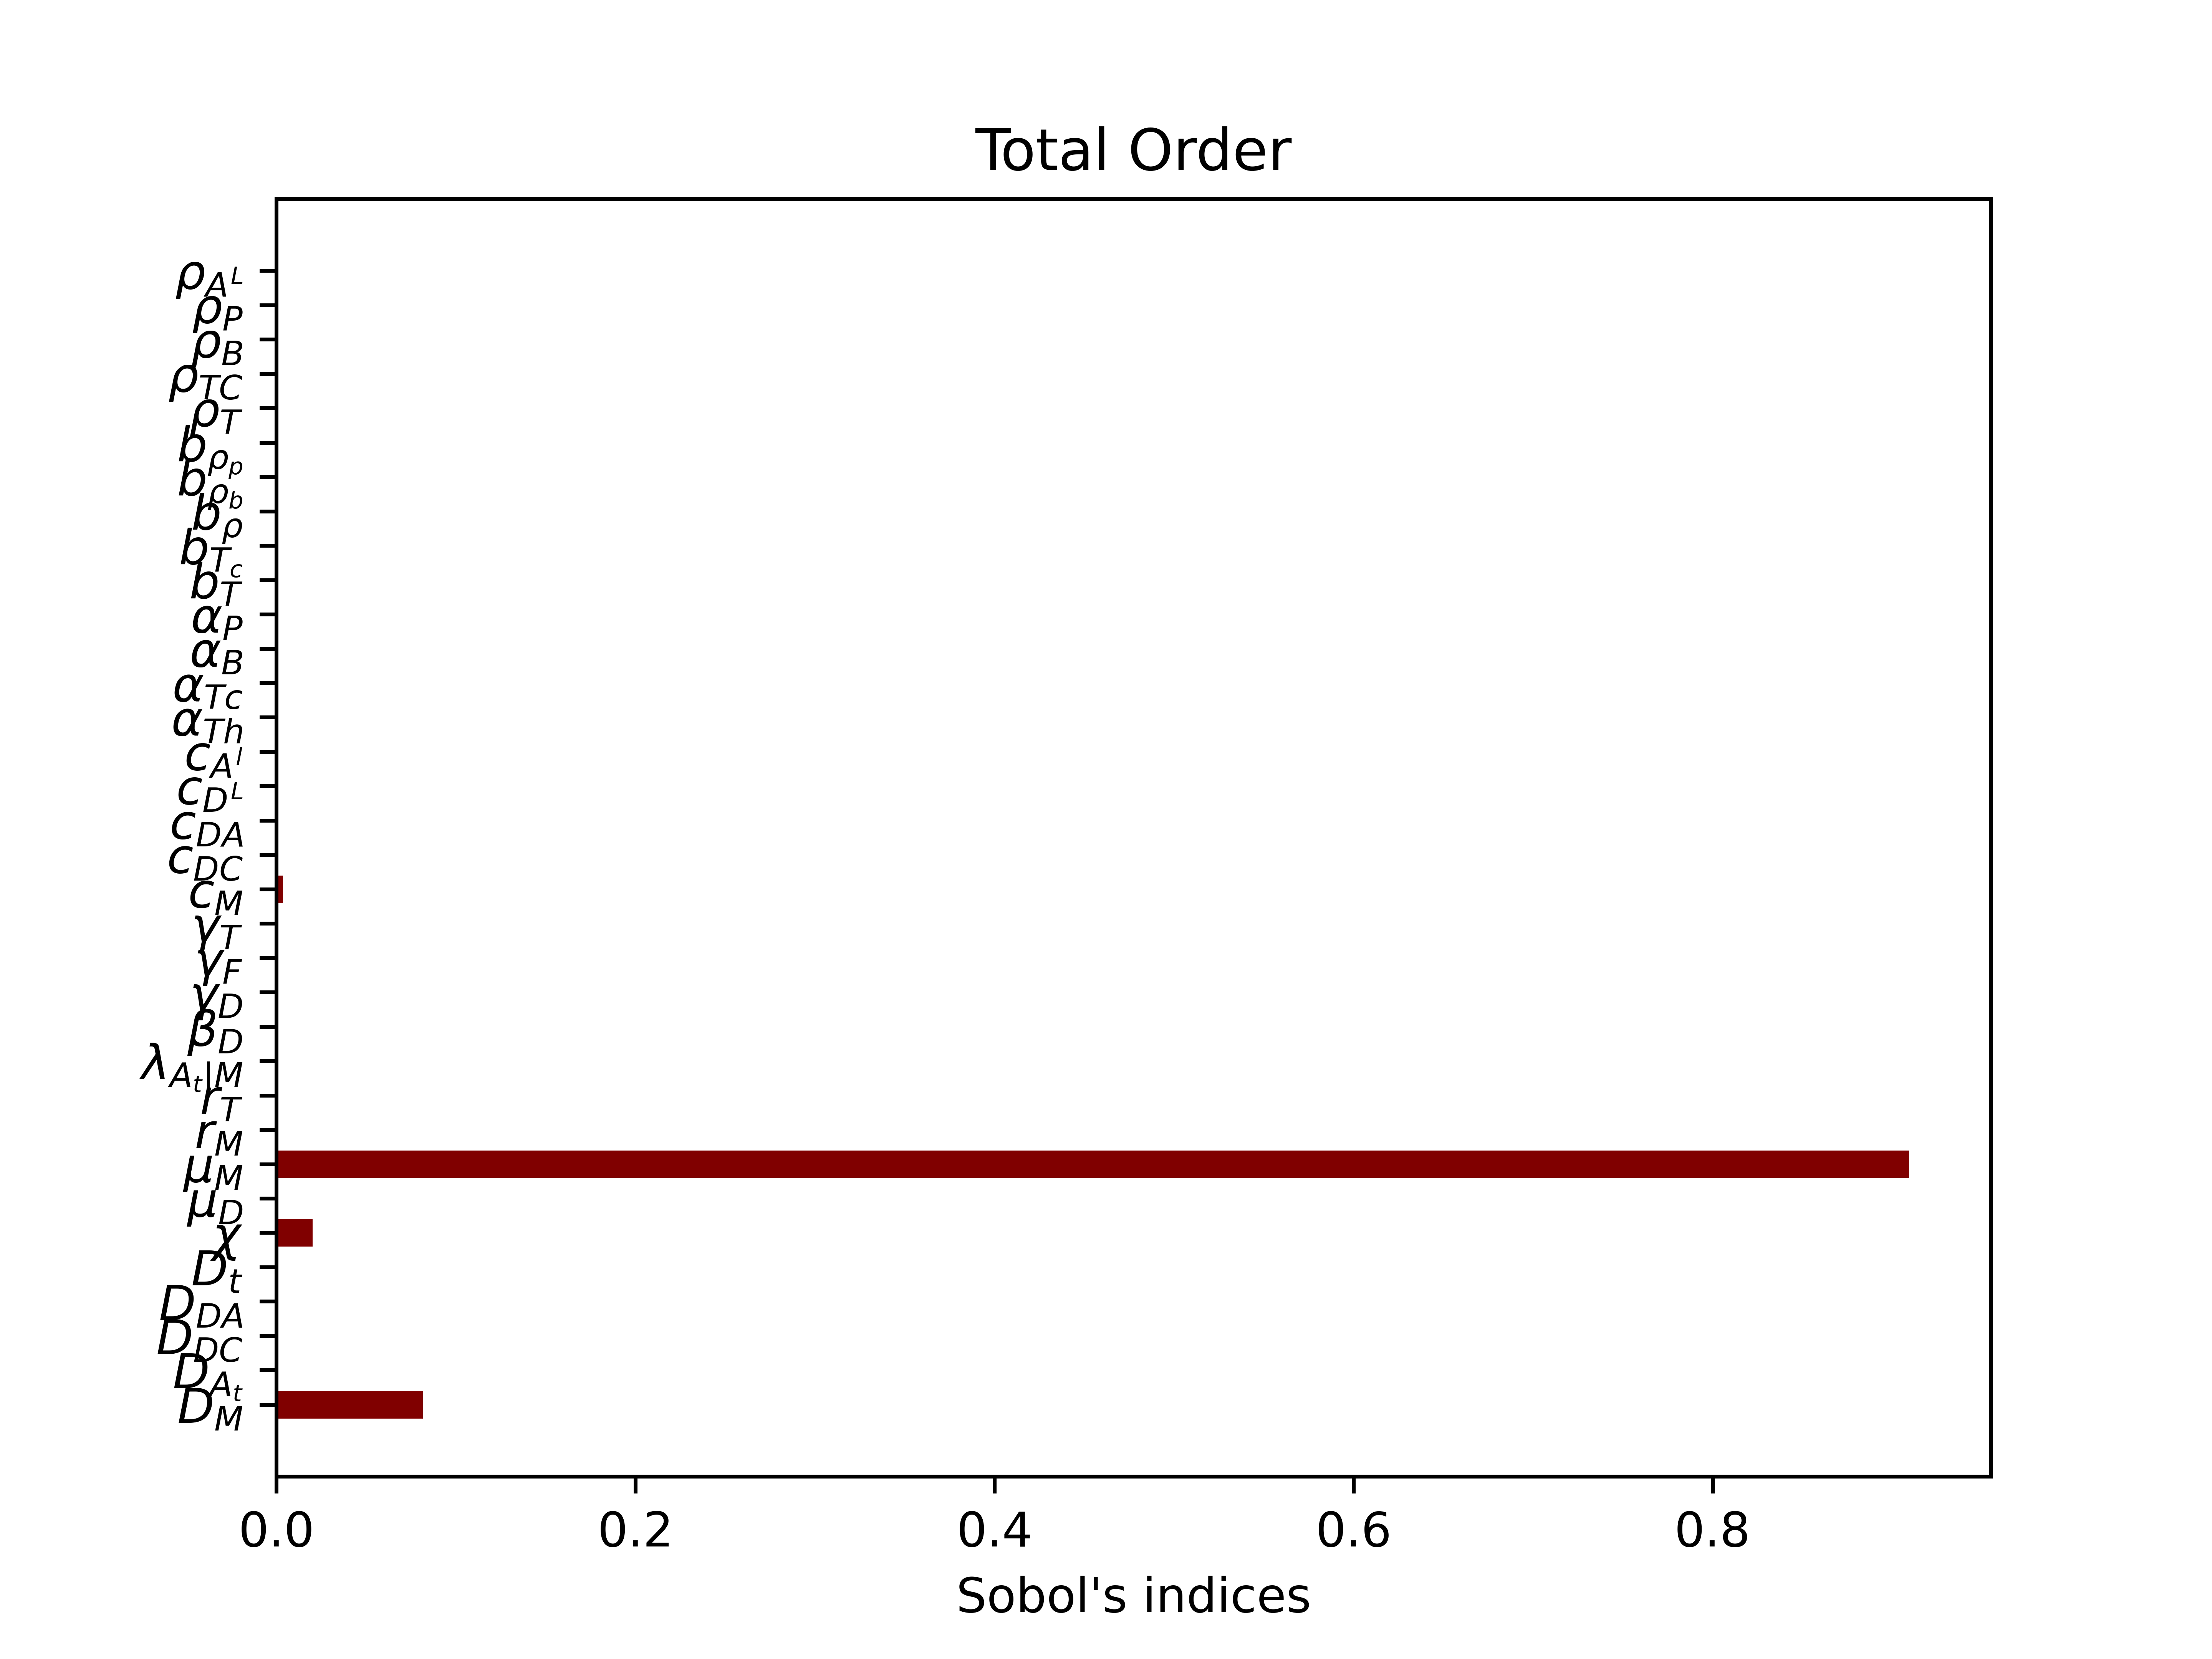 Total Order
ρ_{A^L}
ρ_P
ρ_B
ρ_{TC}
ρ_T
b_{ρ_p}
b_{ρ_b}
b_ρ
b_{T_c}
b_T
α_P
α_B
α_{Tc}
α_{Th}
c_{A^l}
c_{D^L}
c_{DA}
c_{DC}
c_M
γ_T
γ_F
γ_D
β_D
λ_{A_t|M}
r_T
r_M
μ_M
μ_D
χ
D_t
D_{DA}
D_{DC}
D_{A_t}
D_M
0.0 0.2 0.4 0.6 0.8
Sobol's indices